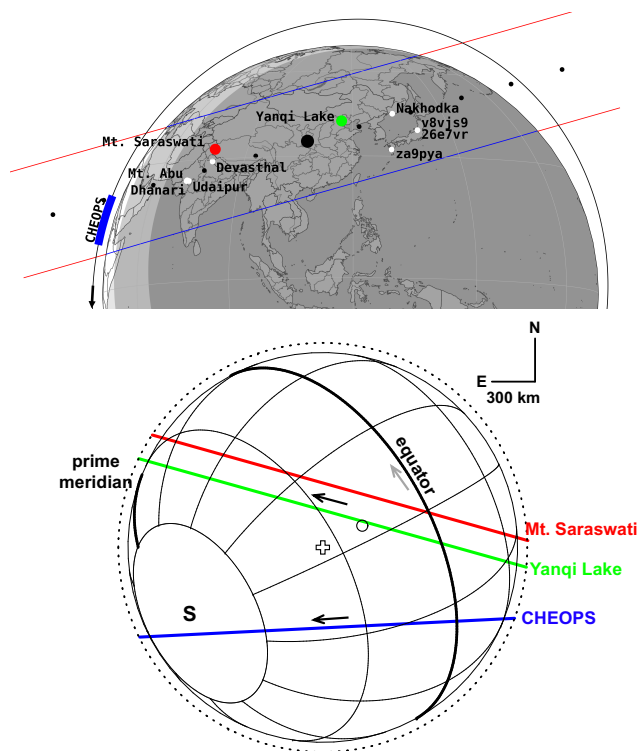 Nakhodka
Yanqi Lake
v8vjs9
26e7vr
Mt. Saraswati
za9pya
Devasthal
Mt. Abu
Dhanari
Udaipur
CHEOPS
N
E
300 km
prime
meridian
equator
Mt. Saraswati
Yanqi Lake
S
CHEOPS